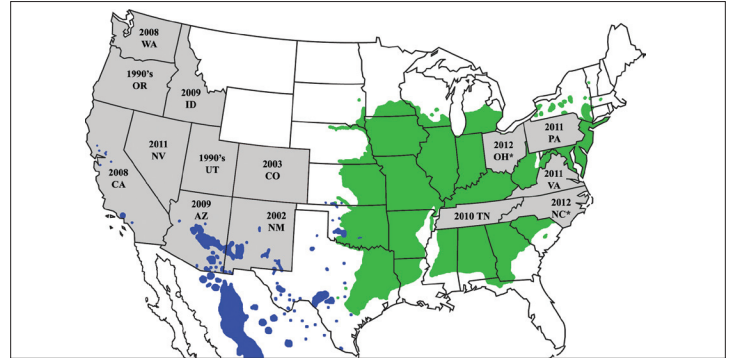 2008
WA
1990's
OR
2009
ID
2011
NV
1990's
UT
2003
CO
2008
CA
2009
AZ
2002
NM
2012
OH*
2011
PA
2011
VA
2010 TN
2012
NC*